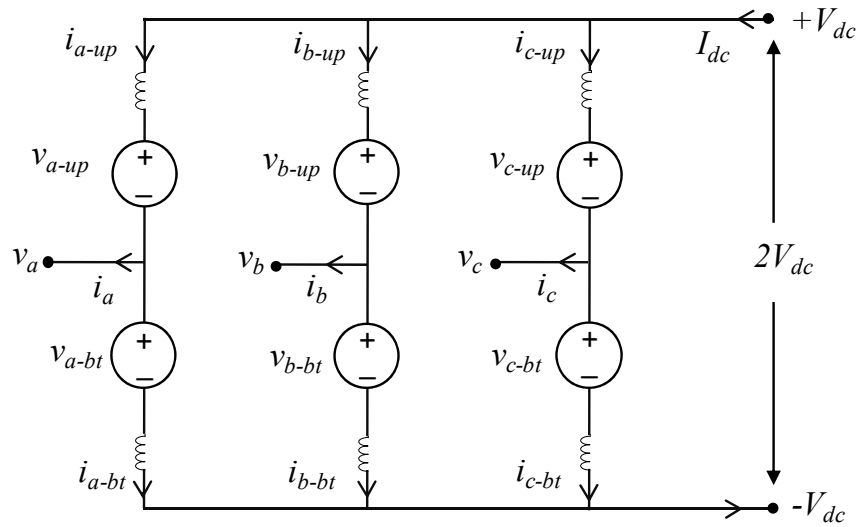 i_{a-up} i_{b-up} i_{c-up} I_{dc} +V_{dc}
+ + +
v_{a-up} v_{b-up} v_{c-up}
− − −
v_a v_b v_c 2V_{dc}
i_a i_b i_c
+ + +
v_{a-bt} v_{b-bt} v_{c-bt}
− − −
i_{a-bt} i_{b-bt} i_{c-bt}
-V_{dc}